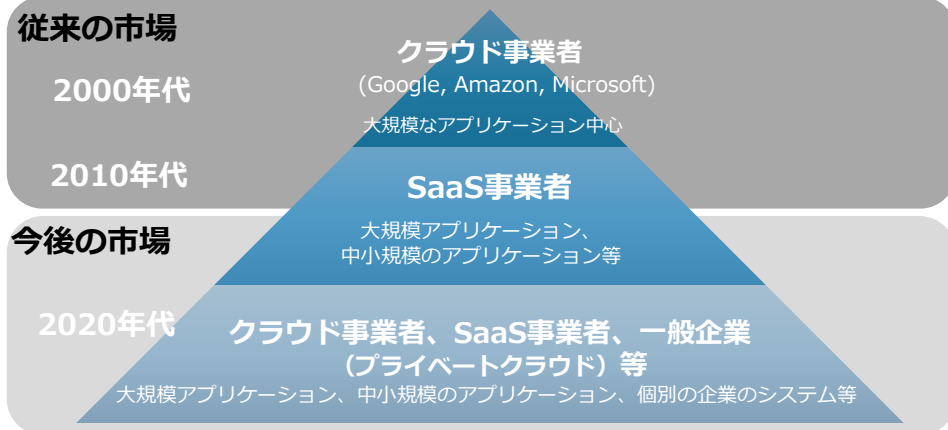 従来の市場
クラウド事業者
(Google, Amazon, Microsoft)
2000年代
大規模なアプリケーション中心
2010年代
SaaS事業者
大規模アプリケーション、
中小規模のアプリケーション等
今後の市場
2020年代
クラウド事業者、SaaS事業者、一般企業
（プライベートクラウド）等
大規模アプリケーション、中小規模のアプリケーション、個別の企業のシステム等